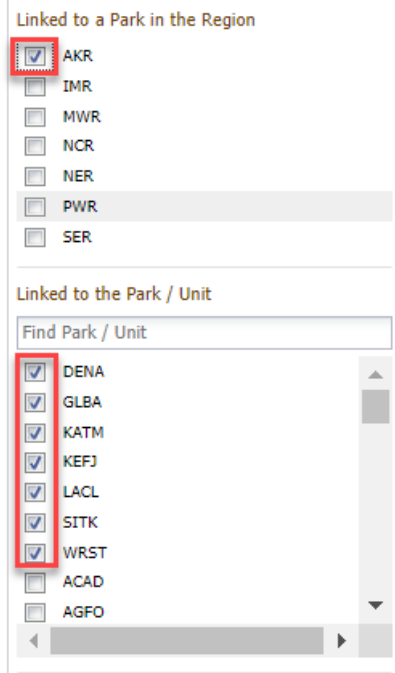 Linked to a Park in the Region
AKR
IMR
MWR
NCR
NER
PWR
SER
Linked to the Park / Unit
Find Park / Unit
DENA
GLBA
KATM
KEFJ
LACL
SITK
WRST
ACAD
AGFO